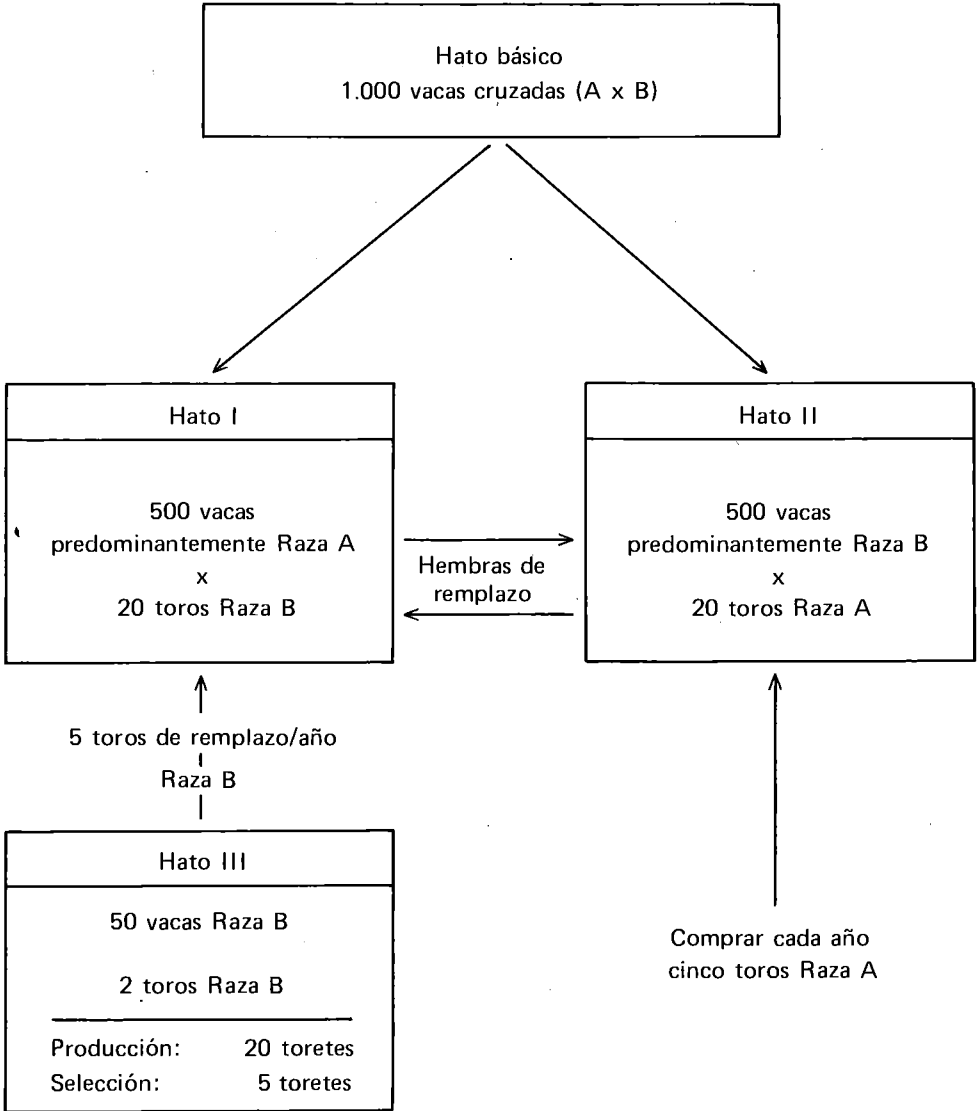 Hato básico
1.000 vacas cruzadas (A x B)
Hato I
500 vacas
predominantemente Raza A
x
20 toros Raza B
Hembras de
remplazo
Hato II
500 vacas
predominantemente Raza B
x
20 toros Raza A
5 toros de remplazo/año
Raza B
Hato III
50 vacas Raza B
2 toros Raza B
Producción: 20 toretes
Selección: 5 toretes
Comprar cada año
cinco toros Raza A